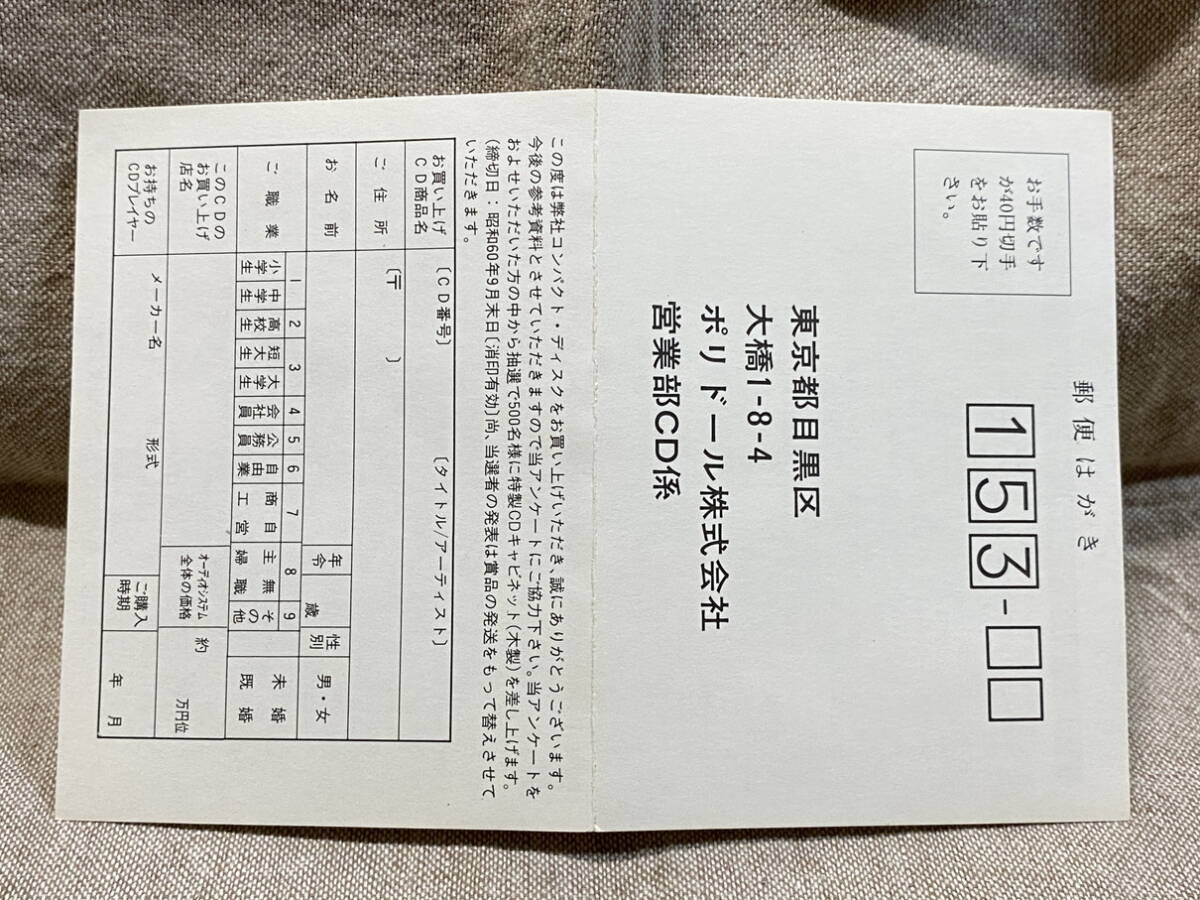 郵便はがき
153-
お手数です
が40円切手
をお貼り下
さい。
東京都目黒区
大橋1-8-4
ポリドール株式会社
営業部CD係
この度は弊社コンパクト・ディスクをお買い上げいただき、誠にありがとうございます。
今後の参考資料とさせていただきますので当アンケートにご協力下さい。当アンケートを
およせいただいた方の中から抽選で500名様に特製CDキャビネット(木製)を差し上げます。
(締切日：昭和60年9月末日〔消印有効〕尚、当選者の発表は賞品の発送をもって替えさせて
いただきます。
お買い上げ
CD商品名
〔CD番号〕
〔タイトル/アーティスト〕
ご住所
〔〒 〕
お名前
年令
歳
性別
男・女
ご職業
1 2 3 4 5 6 7 8 9
小学生
中学生
高校生
短大生
大学生
会社員
公務員
自由業
商工
自営
主婦
無職
その他
未婚
既婚
このCDの
お買い上げ
店名
オーディオシステム
全体の価格
約
万円位
お持ちの
CDプレイヤー
メーカー名
形式
ご購入
時期
年 月